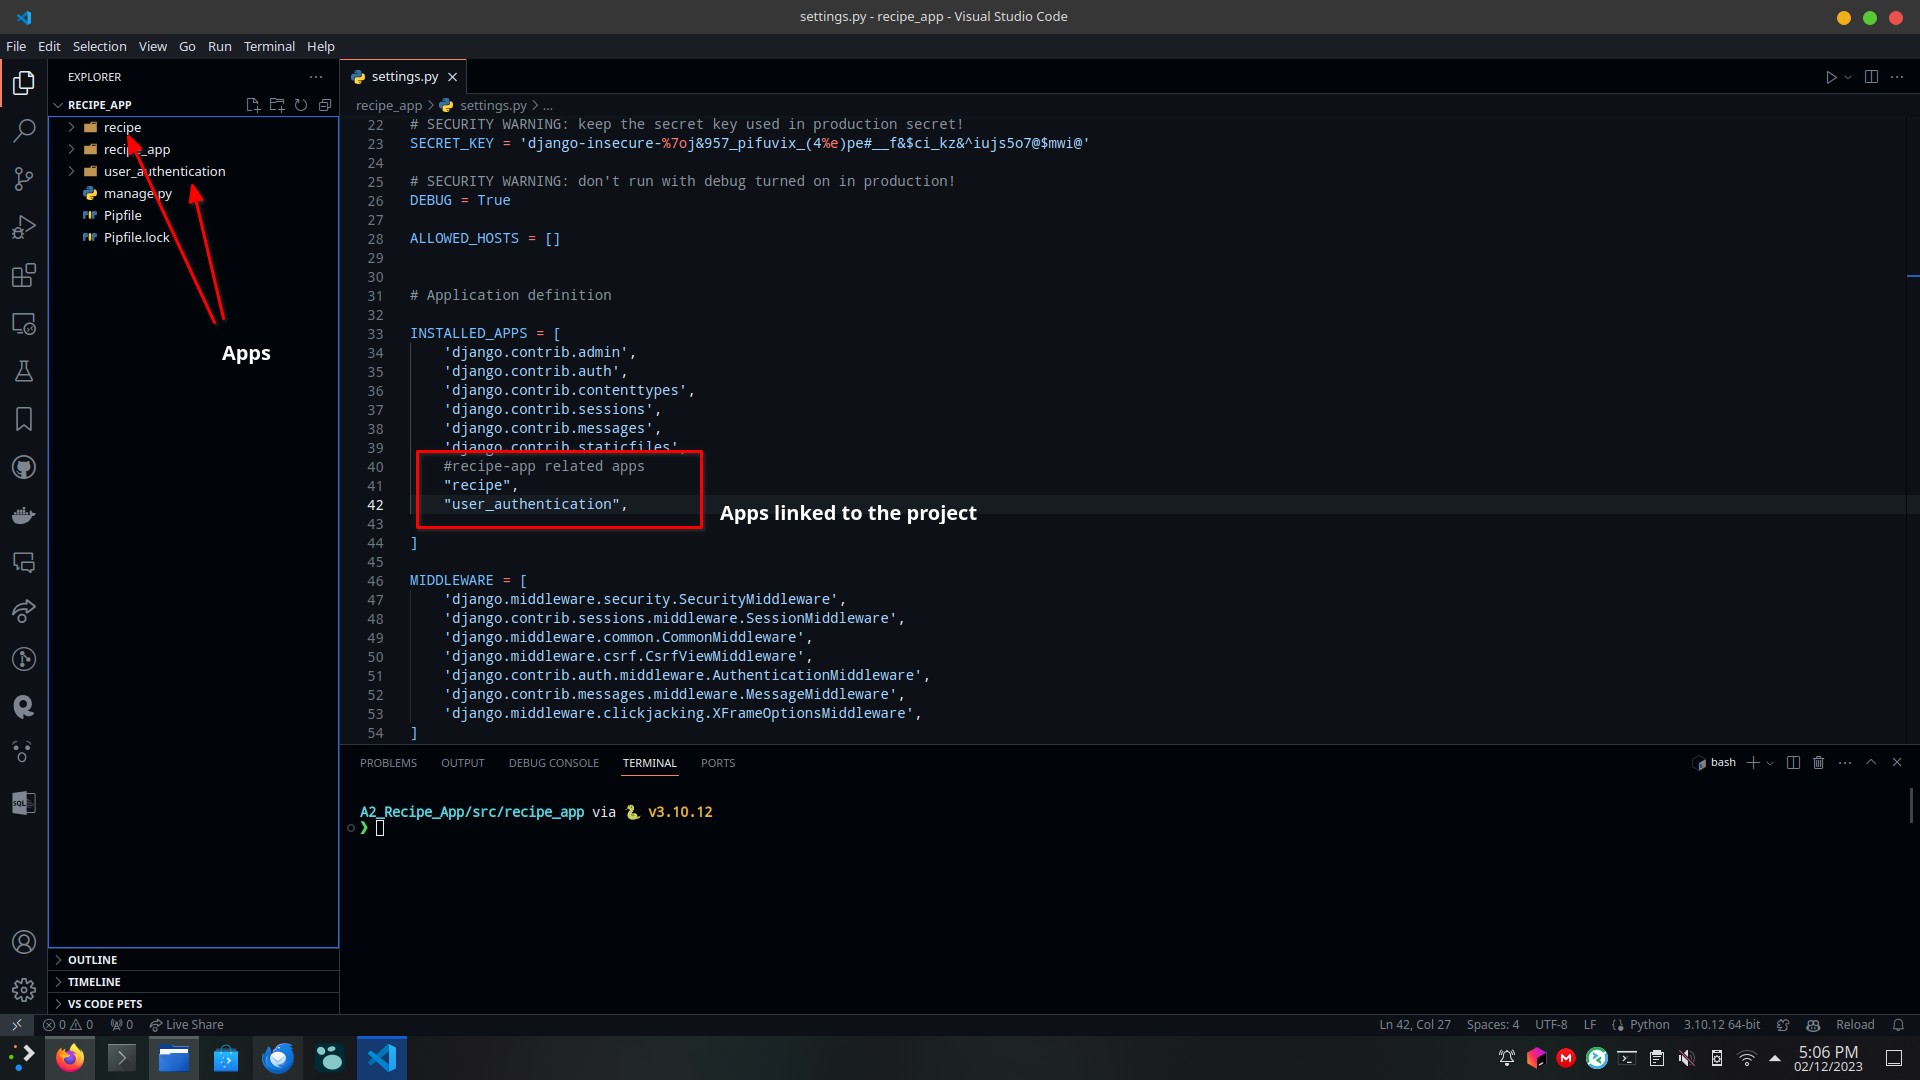 settings.py - recipe_app - Visual Studio Code
File Edit Selection View Go Run Terminal Help
EXPLORER
RECIPE_APP
recipe
recipe_app
user_authentication
manage.py
Pipfile
Pipfile.lock
Apps
OUTLINE
TIMELINE
VS CODE PETS
settings.py
recipe_app > settings.py > ...
22 # SECURITY WARNING: keep the secret key used in production secret!
23 SECRET_KEY = 'django-insecure-%7oj&957_pifuvix_(4%e)pe#__f&$ci_kz&^iujs5o7@$mwi@'
24
25 # SECURITY WARNING: don't run with debug turned on in production!
26 DEBUG = True
27
28 ALLOWED_HOSTS = []
29
30
31 # Application definition
32
33 INSTALLED_APPS = [
34 'django.contrib.admin',
35 'django.contrib.auth',
36 'django.contrib.contenttypes',
37 'django.contrib.sessions',
38 'django.contrib.messages',
39 'django.contrib.staticfiles',
40 #recipe-app related apps
41 "recipe",
42 "user_authentication",
Apps linked to the project
43
44 ]
45
46 MIDDLEWARE = [
47 'django.middleware.security.SecurityMiddleware',
48 'django.contrib.sessions.middleware.SessionMiddleware',
49 'django.middleware.common.CommonMiddleware',
50 'django.middleware.csrf.CsrfViewMiddleware',
51 'django.contrib.auth.middleware.AuthenticationMiddleware',
52 'django.contrib.messages.middleware.MessageMiddleware',
53 'django.middleware.clickjacking.XFrameOptionsMiddleware',
54 ]
PROBLEMS OUTPUT DEBUG CONSOLE TERMINAL PORTS
bash
A2_Recipe_App/src/recipe_app via v3.10.12
❯
0 0 0 Live Share
Ln 42, Col 27 Spaces: 4 UTF-8 LF Python 3.10.12 64-bit Reload
5:06 PM
02/12/2023